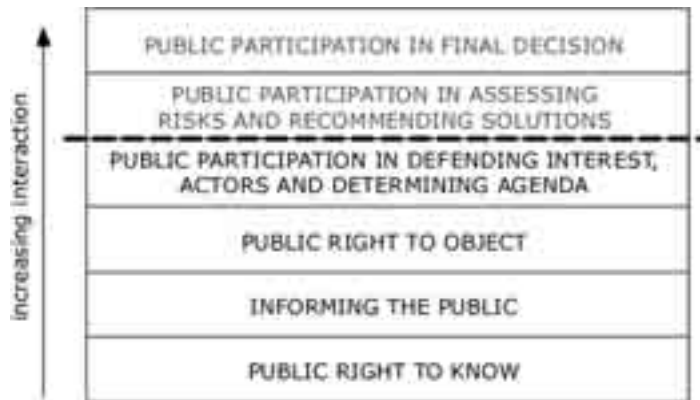 PUBLIC PARTICIPATION IN FINAL DECISION
PUBLIC PARTICIPATION IN ASSESSING
RISKS AND RECOMMENDING SOLUTIONS
PUBLIC PARTICIPATION IN DEFENDING INTEREST,
ACTORS AND DETERMINING AGENDA
PUBLIC RIGHT TO OBJECT
INFORMING THE PUBLIC
PUBLIC RIGHT TO KNOW
increasing interaction